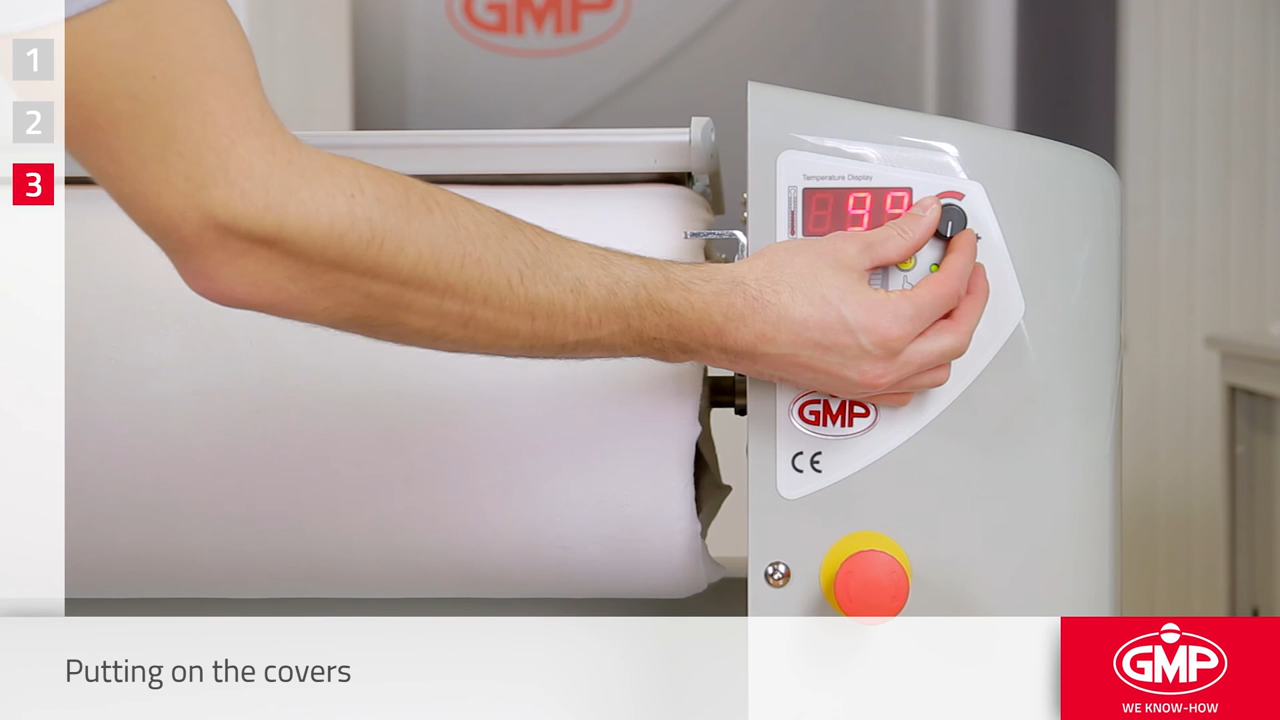 GMP
1
2
3
Temperature Display
99
GMP
CE
Putting on the covers
GMP
WE KNOW-HOW